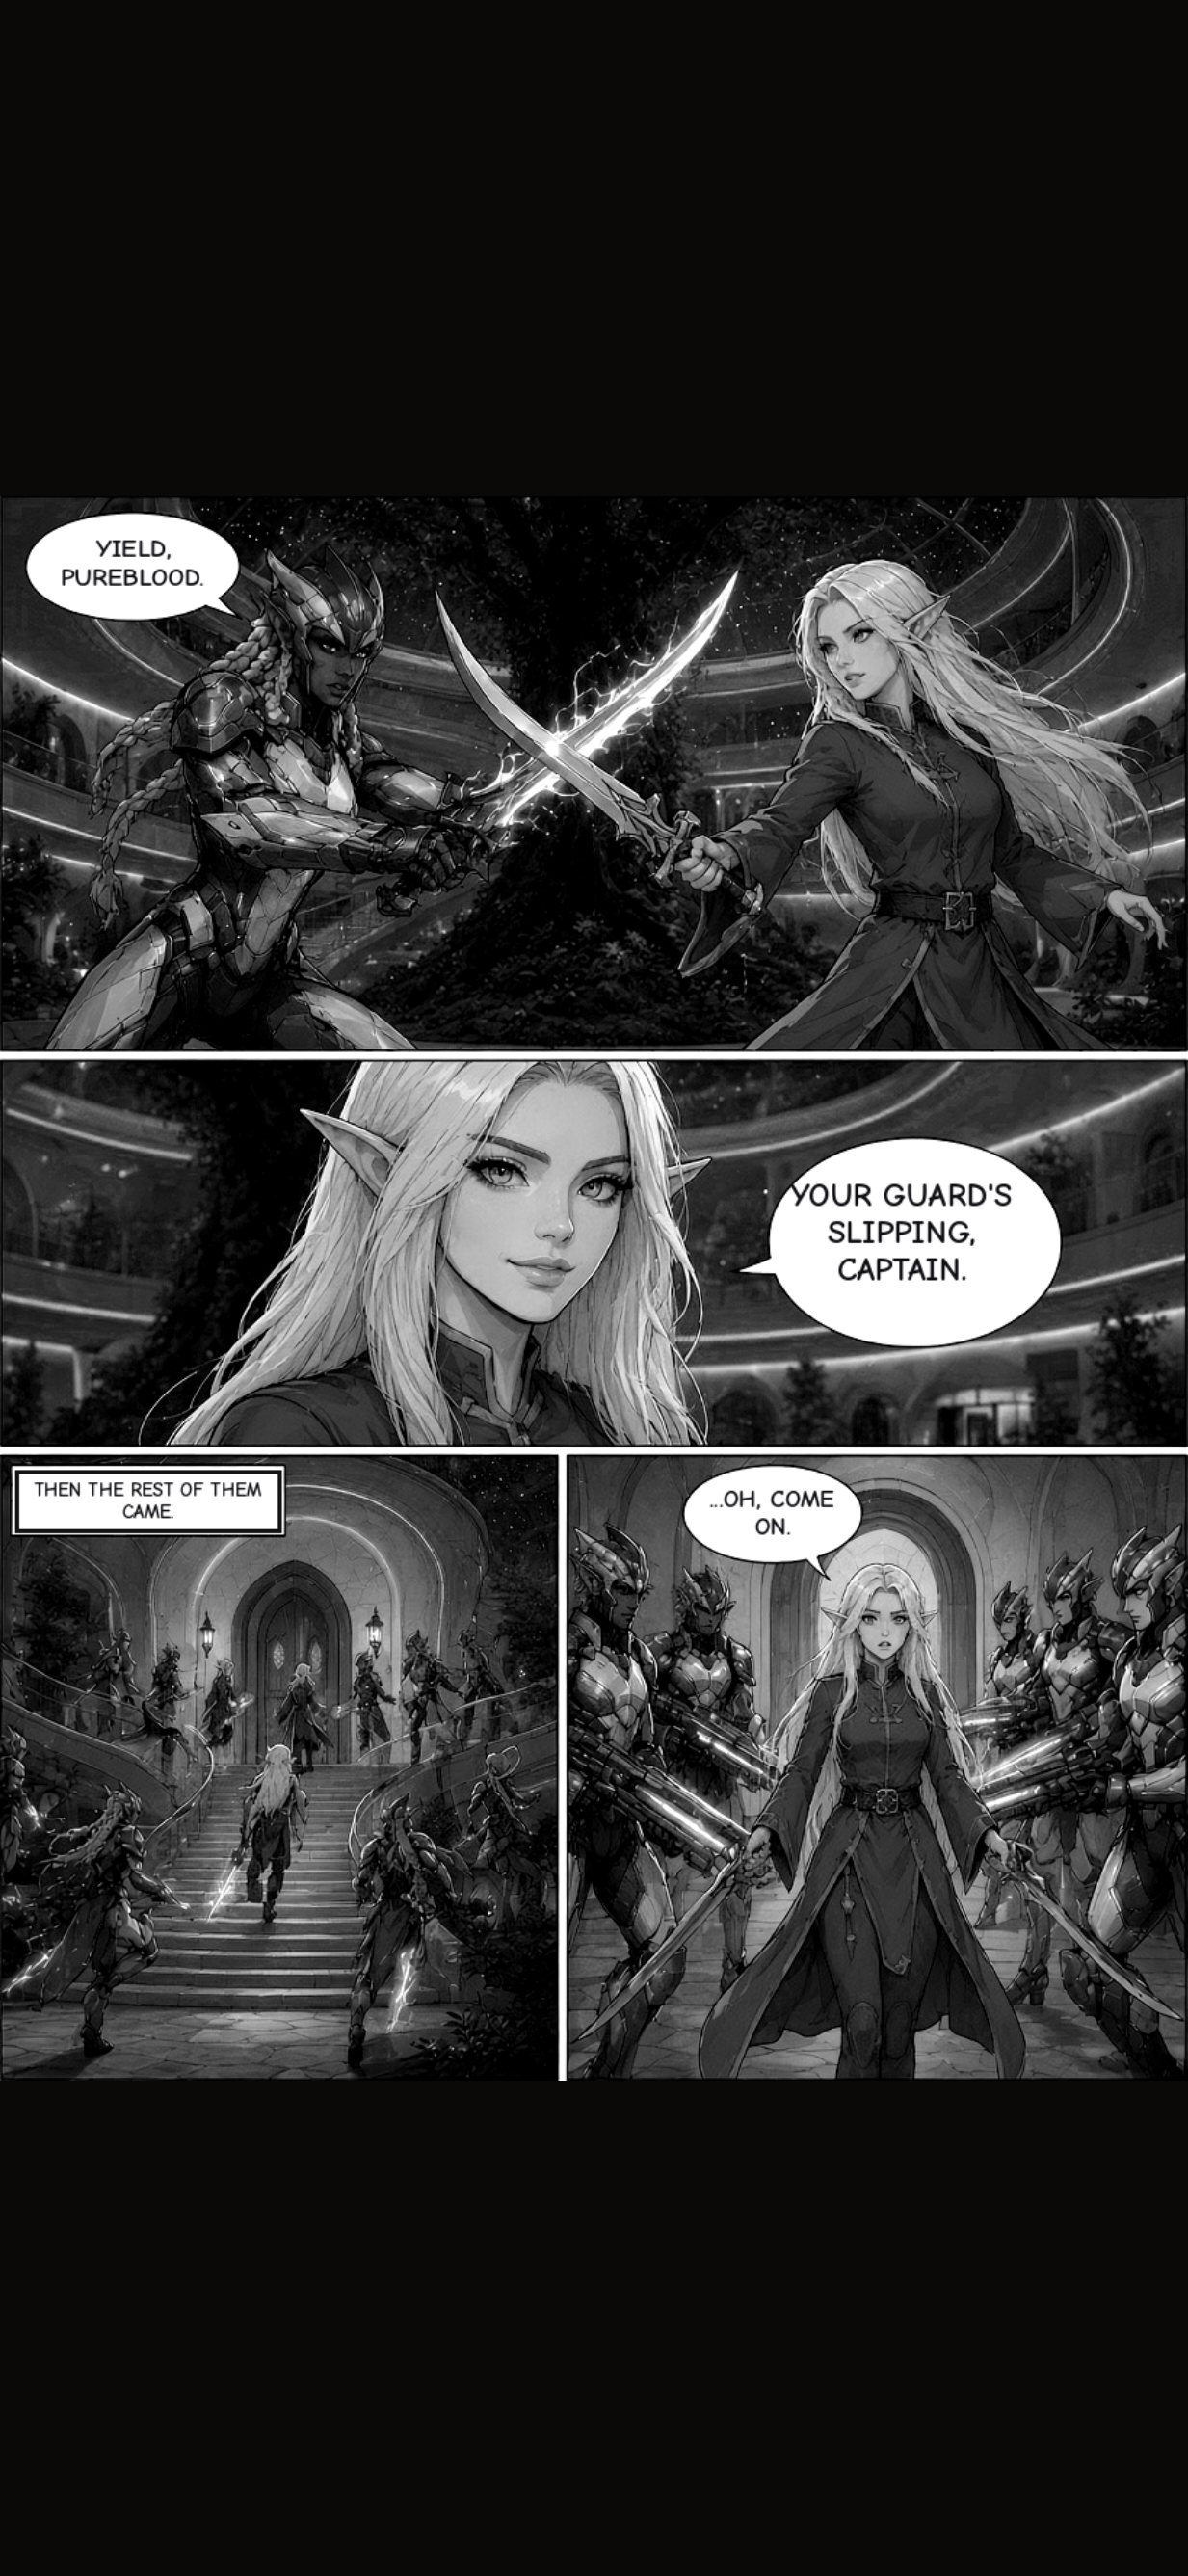 YIELD,
PUREBLOOD.
YOUR GUARD'S
SLIPPING,
CAPTAIN.
THEN THE REST OF THEM
CAME.
...OH, COME
ON.